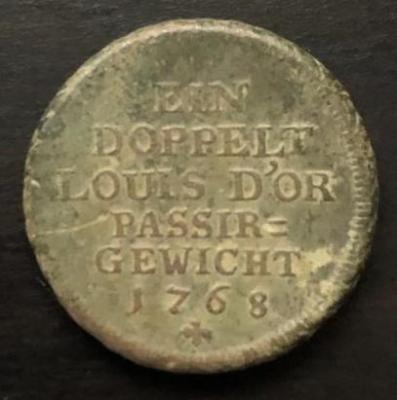 EIN
DOPPELT
LOUIS D'OR
PASSIR=
GEWICHT
1768